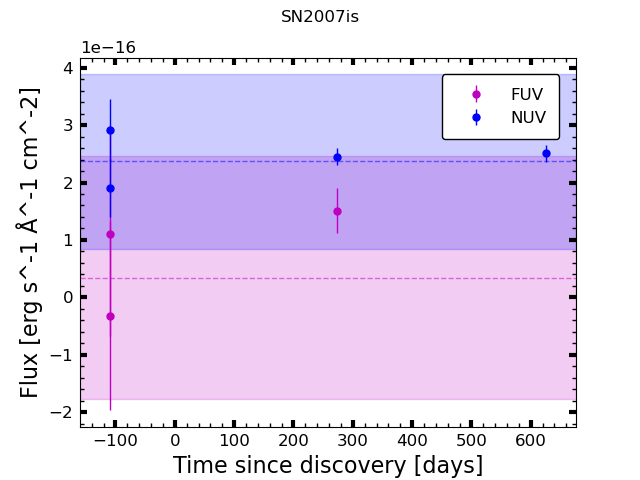 SN2007is
1e−16
4
3
2
1
0
−1
−2
Flux [erg s^-1 Å^-1 cm^-2]
FUV
NUV
−100 0 100 200 300 400 500 600
Time since discovery [days]